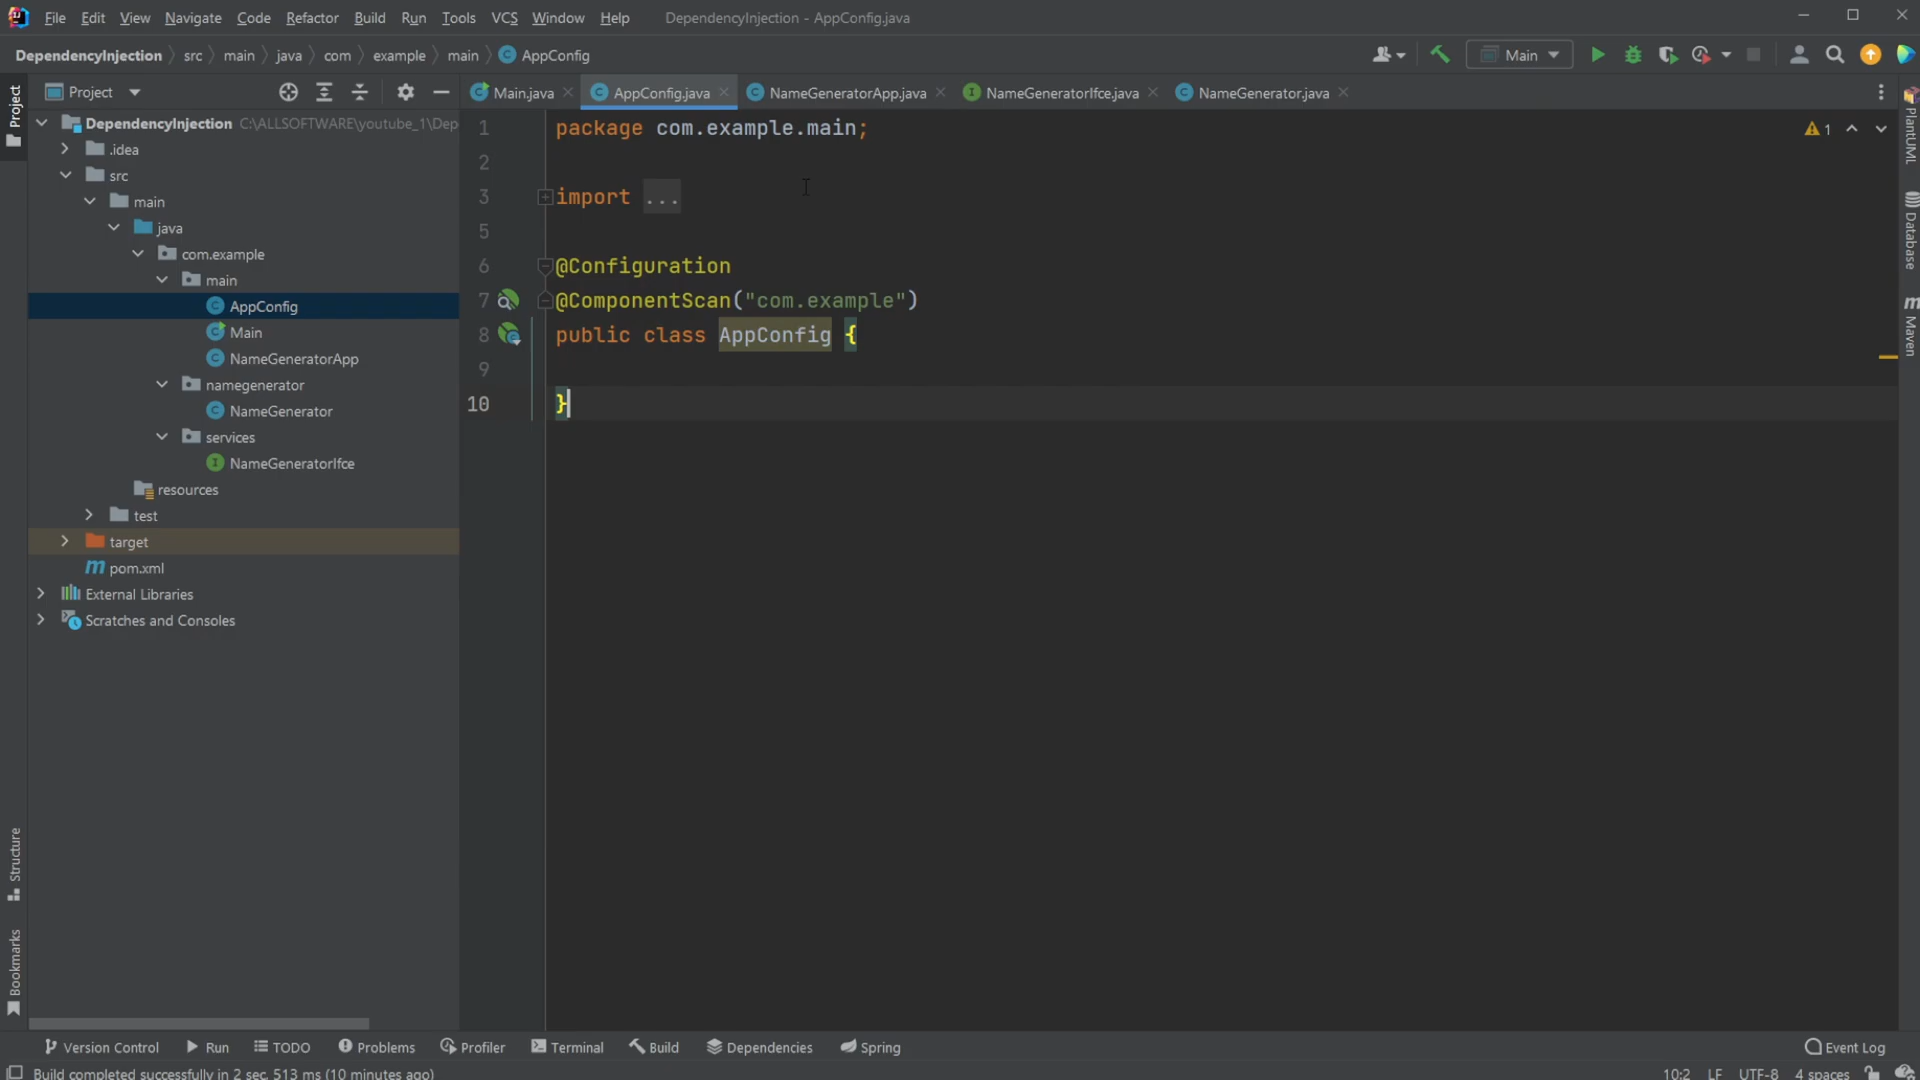 File Edit View Navigate Code Refactor Build Run Tools VCS Window Help DependencyInjection - AppConfig.java
DependencyInjection src main java com example main AppConfig Main
Project
Main.java AppConfig.java NameGeneratorApp.java NameGeneratorIfce.java NameGenerator.java
Project
DependencyInjection C:\ALLSOFTWARE\youtube_1\Dep
.idea
src
main
java
com.example
main
AppConfig
Main
NameGeneratorApp
namegenerator
NameGenerator
services
NameGeneratorIfce
resources
test
target
pom.xml
External Libraries
Scratches and Consoles
Structure
Bookmarks
1 package com.example.main;
2
3 import ...
5
6 @Configuration
7 @ComponentScan("com.example")
8 public class AppConfig {
9
10 }
1
PlantUML
Database
Maven
Version Control Run TODO Problems Profiler Terminal Build Dependencies Spring Event Log
Build completed successfully in 2 sec, 513 ms (10 minutes ago) 10:2 LF UTF-8 4 spaces